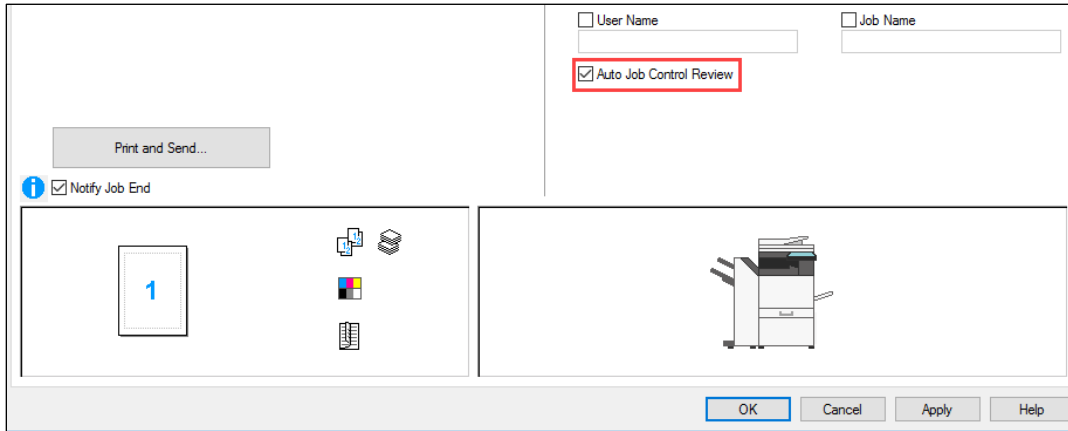 User Name
Job Name
Auto Job Control Review
Print and Send...
Notify Job End
1
OK
Cancel
Apply
Help